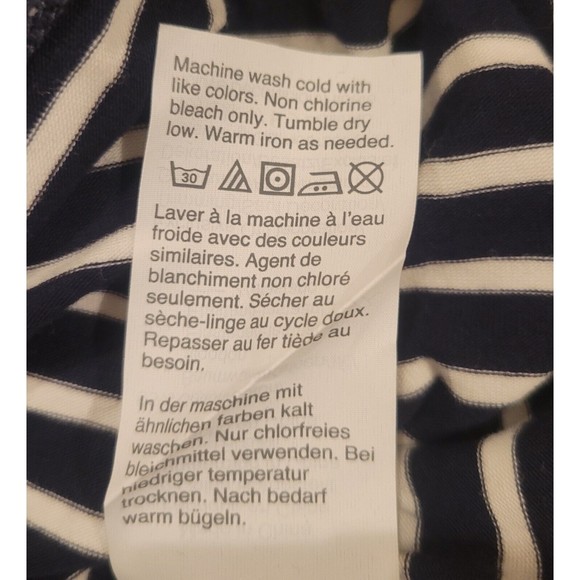 Machine wash cold with
like colors. Non chlorine
bleach only. Tumble dry
low. Warm iron as needed.
30
Laver à la machine à l'eau
froide avec des couleurs
similaires. Agent de
blanchiment non chloré
seulement. Sécher au
sèche-linge au cycle doux.
Repasser au fer tiède au
besoin.
In der maschine mit
ähnlichen farben kalt
waschen. Nur chlorfreies
bleichmittel verwenden. Bei
niedriger temperatur
trocknen. Nach bedarf
warm bügeln.